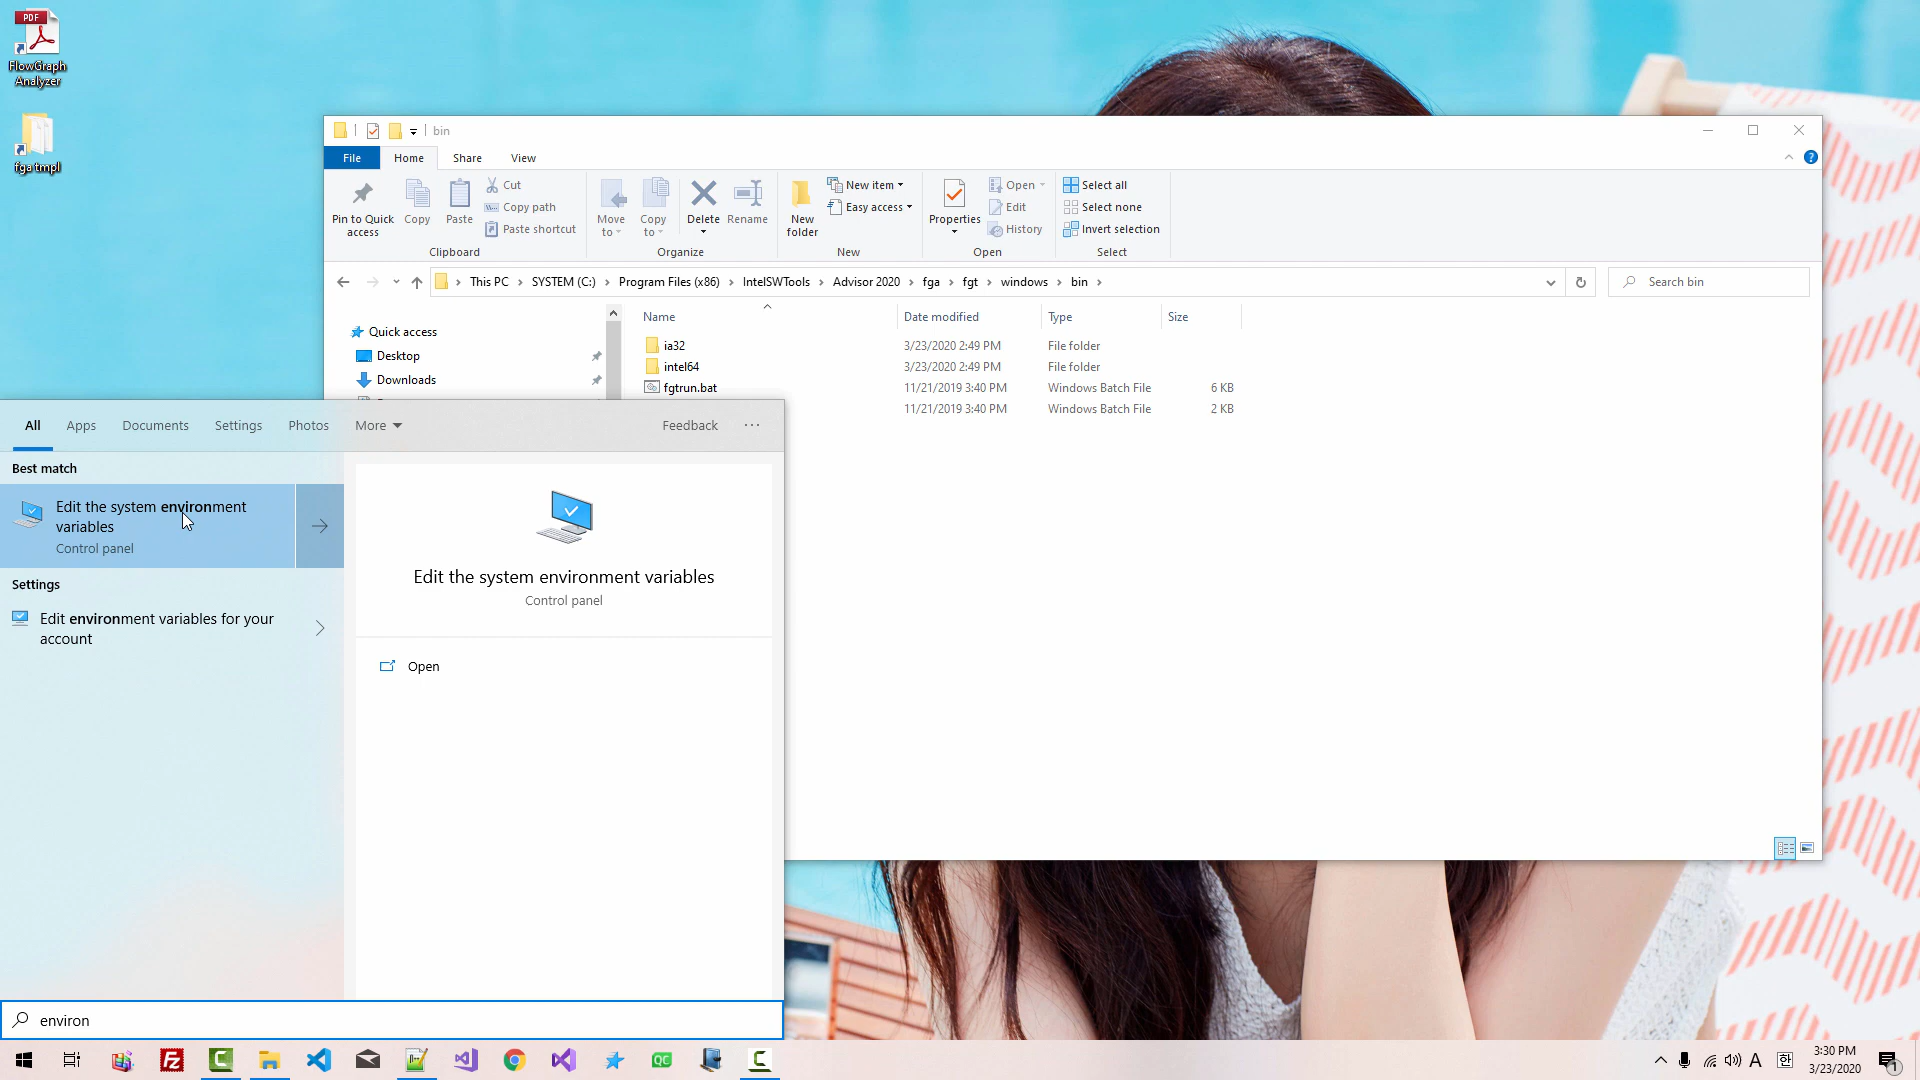 FlowGraph
Analyzer
fga tmpl
bin
File Home Share View
Pin to Quick
access
Copy
Paste
Cut
Copy path
Paste shortcut
Clipboard
Move
to
Copy
to
Delete
Rename
Organize
New
folder
New item
Easy access
New
Properties
Open
Edit
History
Open
Select all
Select none
Invert selection
Select
This PC SYSTEM (C:) Program Files (x86) IntelSWTools Advisor 2020 fga fgt windows bin
Search bin
Quick access
Desktop
Downloads
Name Date modified Type Size
ia32 3/23/2020 2:49 PM File folder
intel64 3/23/2020 2:49 PM File folder
fgtrun.bat 11/21/2019 3:40 PM Windows Batch File 6 KB
11/21/2019 3:40 PM Windows Batch File 2 KB
All Apps Documents Settings Photos More Feedback ...
Best match
Edit the system environment
variables
Control panel
Settings
Edit environment variables for your
account
Edit the system environment variables
Control panel
Open
environ
PDF
QC
A
한
3:30 PM
3/23/2020
1